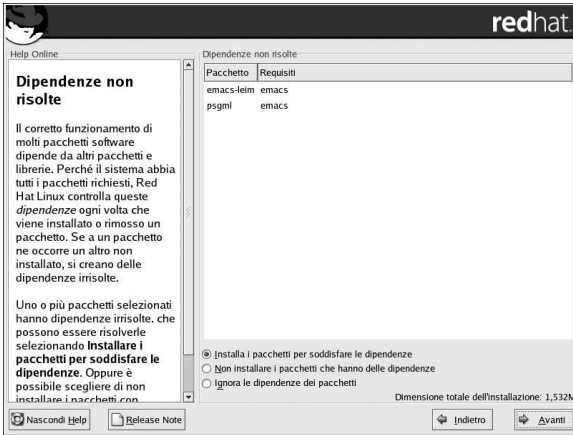 redhat.
Help Online
Dipendenze non
risolte
Il corretto funzionamento di
molti pacchetti software
dipende da altri pacchetti e
librerie. Perché il sistema abbia
tutti i pacchetti richiesti, Red
Hat Linux controlla queste
dipendenze ogni volta che
viene installato o rimosso un
pacchetto. Se a un pacchetto
ne occorre un altro non
installato, si creano delle
dipendenze irrisolte.
Uno o più pacchetti selezionati
hanno dipendenze irrisolte. che
possono essere risolverle
selezionando Installare i
pacchetti per soddisfare le
dipendenze. Oppure è
possibile scegliere di non
installare i pacchetti con
Dipendenze non risolte
Pacchetto Requisiti
emacs-leim emacs
psgml emacs
Installa i pacchetti per soddisfare le dipendenze
Non installare i pacchetti che hanno delle dipendenze
Ignora le dipendenze dei pacchetti
Dimensione totale dell'installazione: 1,532M
Nascondi Help
Release Note
Indietro
Avanti